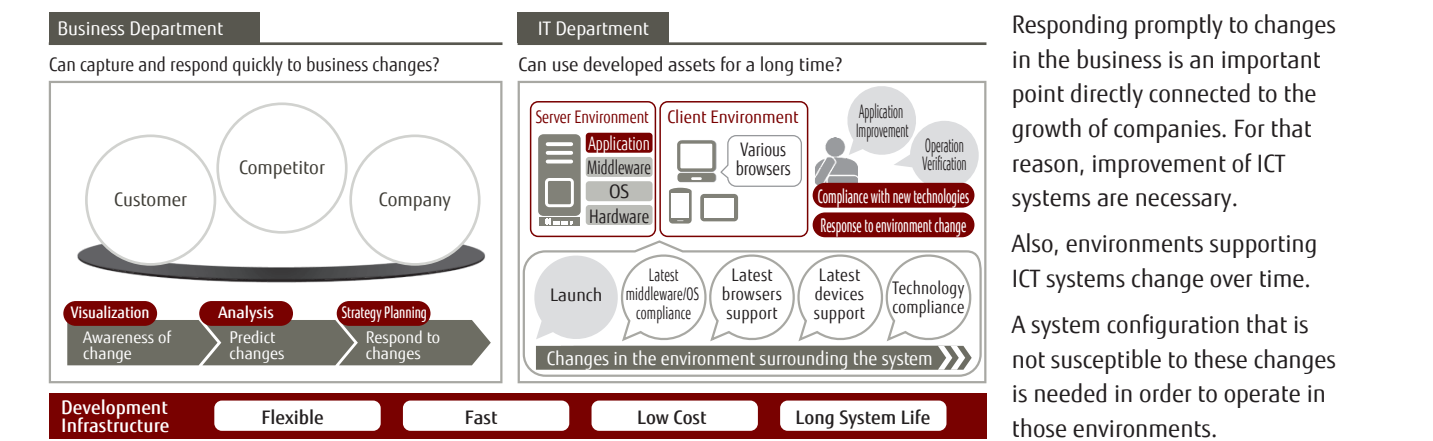 Business Department
Can capture and respond quickly to business changes?
Customer
Competitor
Company
Visualization
Awareness of
change
Analysis
Predict
changes
Strategy Planning
Respond to
changes
IT Department
Can use developed assets for a long time?
Server Environment
Application
Middleware
OS
Hardware
Client Environment
Various
browsers
Application
Improvement
Operation
Verification
Compliance with new technologies
Response to environment change
Launch
Latest
middleware/OS
compliance
Latest
browsers
support
Latest
devices
support
Technology
compliance
Changes in the environment surrounding the system
Development
Infrastructure
Flexible
Fast
Low Cost
Long System Life
Responding promptly to changes
in the business is an important
point directly connected to the
growth of companies. For that
reason, improvement of ICT
systems are necessary.
Also, environments supporting
ICT systems change over time.
A system configuration that is
not susceptible to these changes
is needed in order to operate in
those environments.